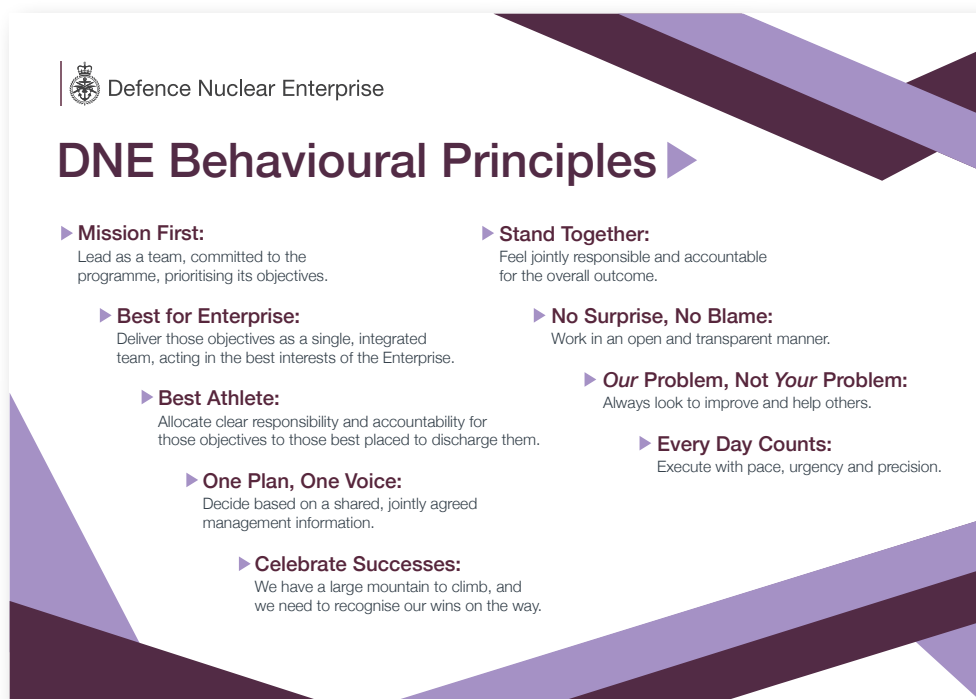 Defence Nuclear Enterprise
DNE Behavioural Principles
Mission First:
Lead as a team, committed to the
programme, prioritising its objectives.
Best for Enterprise:
Deliver those objectives as a single, integrated
team, acting in the best interests of the Enterprise.
Best Athlete:
Allocate clear responsibility and accountability for
those objectives to those best placed to discharge them.
One Plan, One Voice:
Decide based on a shared, jointly agreed
management information.
Celebrate Successes:
We have a large mountain to climb, and
we need to recognise our wins on the way.
Stand Together:
Feel jointly responsible and accountable
for the overall outcome.
No Surprise, No Blame:
Work in an open and transparent manner.
Our Problem, Not Your Problem:
Always look to improve and help others.
Every Day Counts:
Execute with pace, urgency and precision.